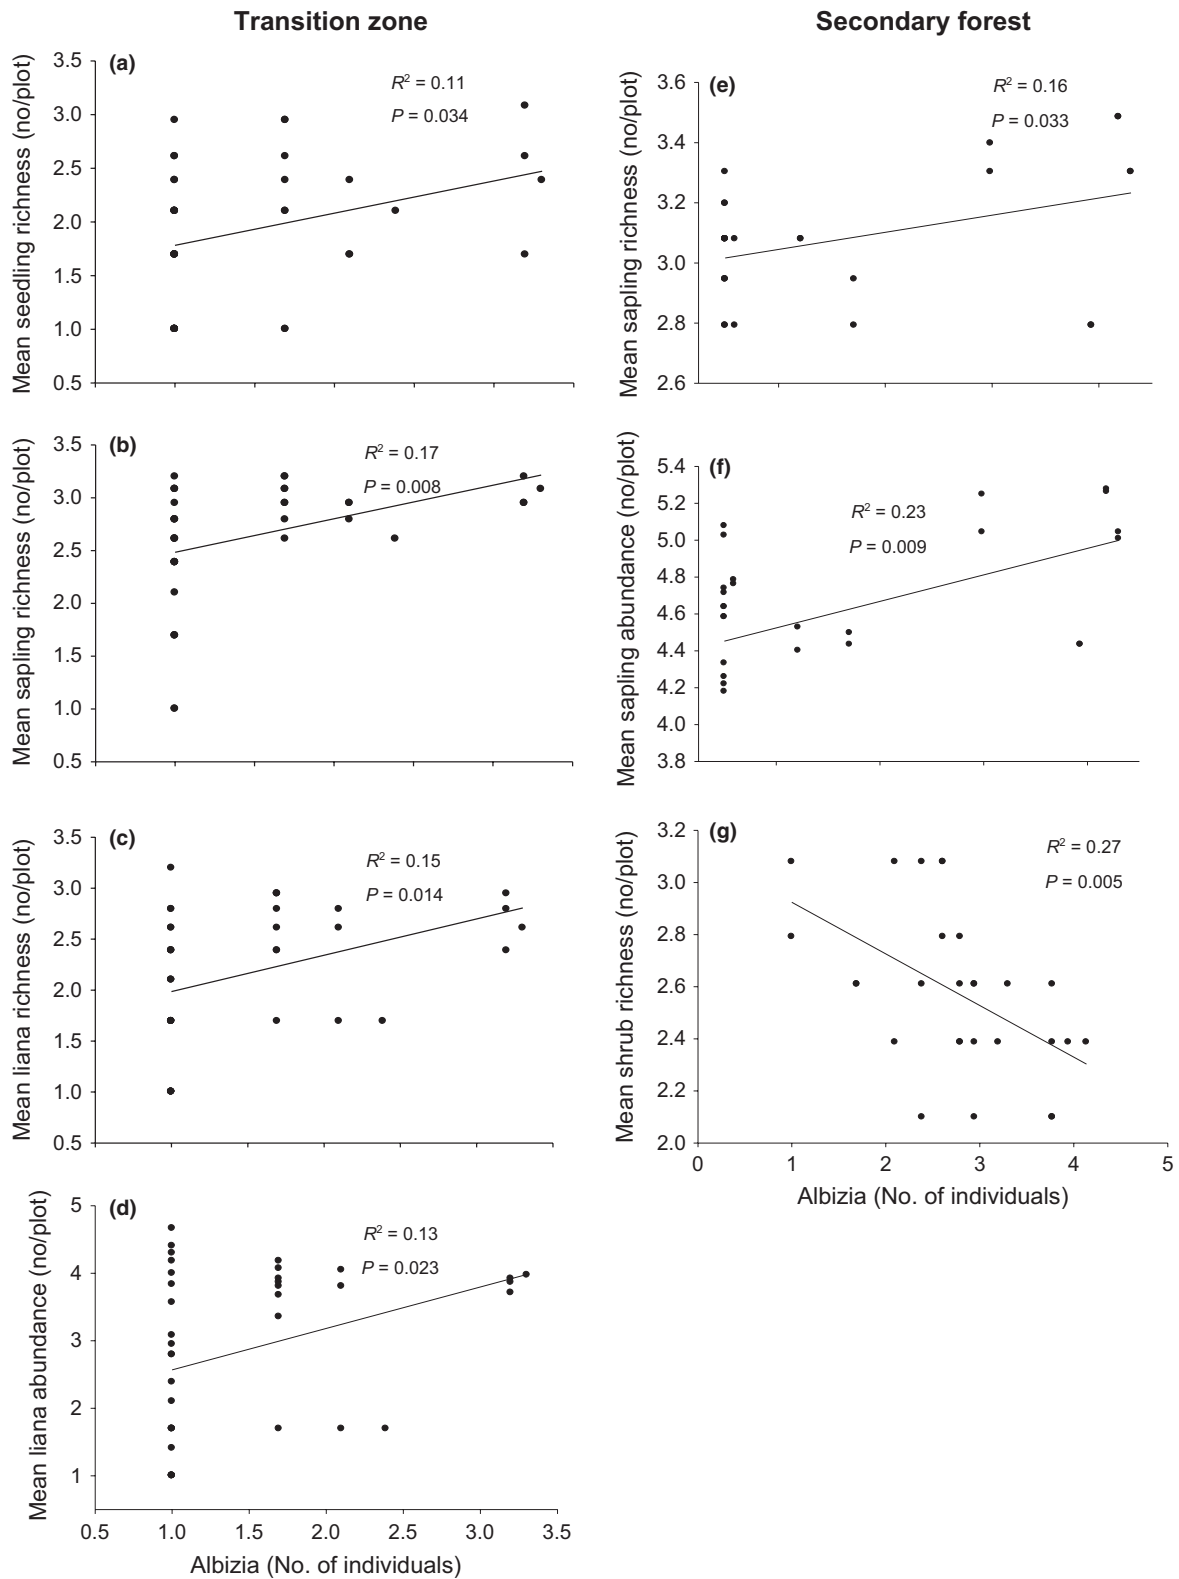 Transition zone
Secondary forest
(a)
R² = 0.11
P = 0.034
Mean seedling richness (no/plot)
3.5
3.0
2.5
2.0
1.5
1.0
0.5
(b)
R² = 0.17
P = 0.008
Mean sapling richness (no/plot)
3.5
3.0
2.5
2.0
1.5
1.0
0.5
(c)
R² = 0.15
P = 0.014
Mean liana richness (no/plot)
3.5
3.0
2.5
2.0
1.5
1.0
0.5
(d)
R² = 0.13
P = 0.023
Mean liana abundance (no/plot)
5
4
3
2
1
0.5 1.0 1.5 2.0 2.5 3.0 3.5
Albizia (No. of individuals)
(e)
R² = 0.16
P = 0.033
Mean sapling richness (no/plot)
3.6
3.4
3.2
3.0
2.8
2.6
(f)
R² = 0.23
P = 0.009
Mean sapling abundance (no/plot)
5.4
5.2
5.0
4.8
4.6
4.4
4.2
4.0
3.8
(g)
R² = 0.27
P = 0.005
Mean shrub richness (no/plot)
3.2
3.0
2.8
2.6
2.4
2.2
2.0
0 1 2 3 4 5
Albizia (No. of individuals)